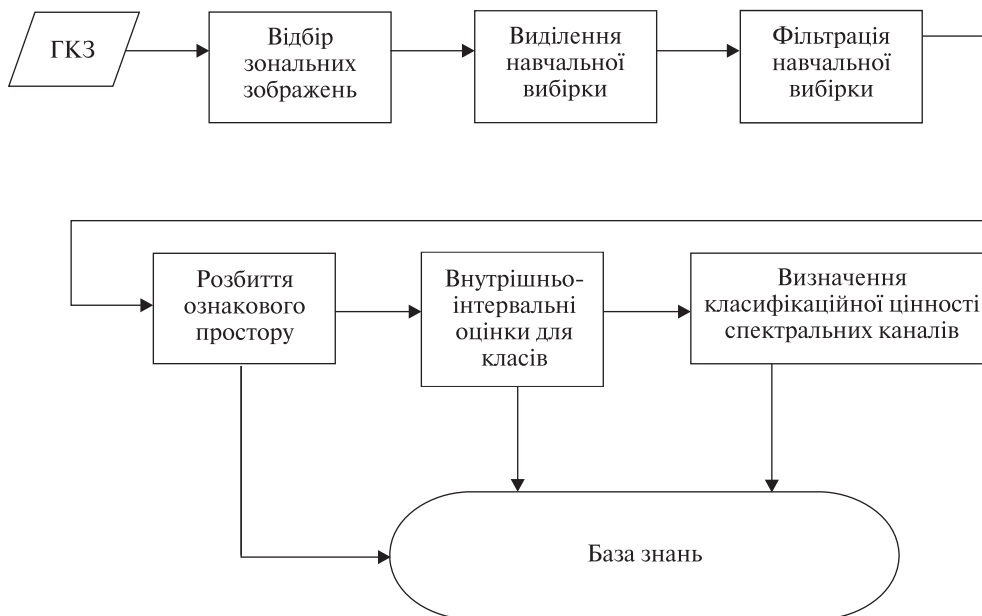 ГКЗ
Відбір
зональних
зображень
Виділення
навчальної
вибірки
Фільтрація
навчальної
вибірки
Розбиття
ознакового
простору
Внутрішньо-
інтервальні
оцінки для
класів
Визначення
класифікаційної цінності
спектральних каналів
База знань